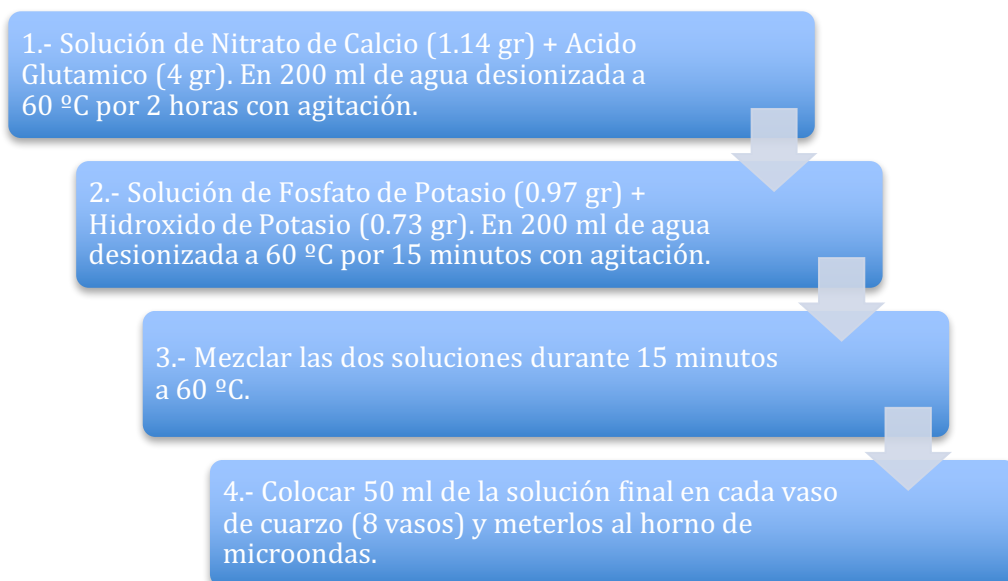 1.- Solución de Nitrato de Calcio (1.14 gr) + Acido
Glutamico (4 gr). En 200 ml de agua desionizada a
60 ºC por 2 horas con agitación.
2.- Solución de Fosfato de Potasio (0.97 gr) +
Hidroxido de Potasio (0.73 gr). En 200 ml de agua
desionizada a 60 ºC por 15 minutos con agitación.
3.- Mezclar las dos soluciones durante 15 minutos
a 60 ºC.
4.- Colocar 50 ml de la solución final en cada vaso
de cuarzo (8 vasos) y meterlos al horno de
microondas.